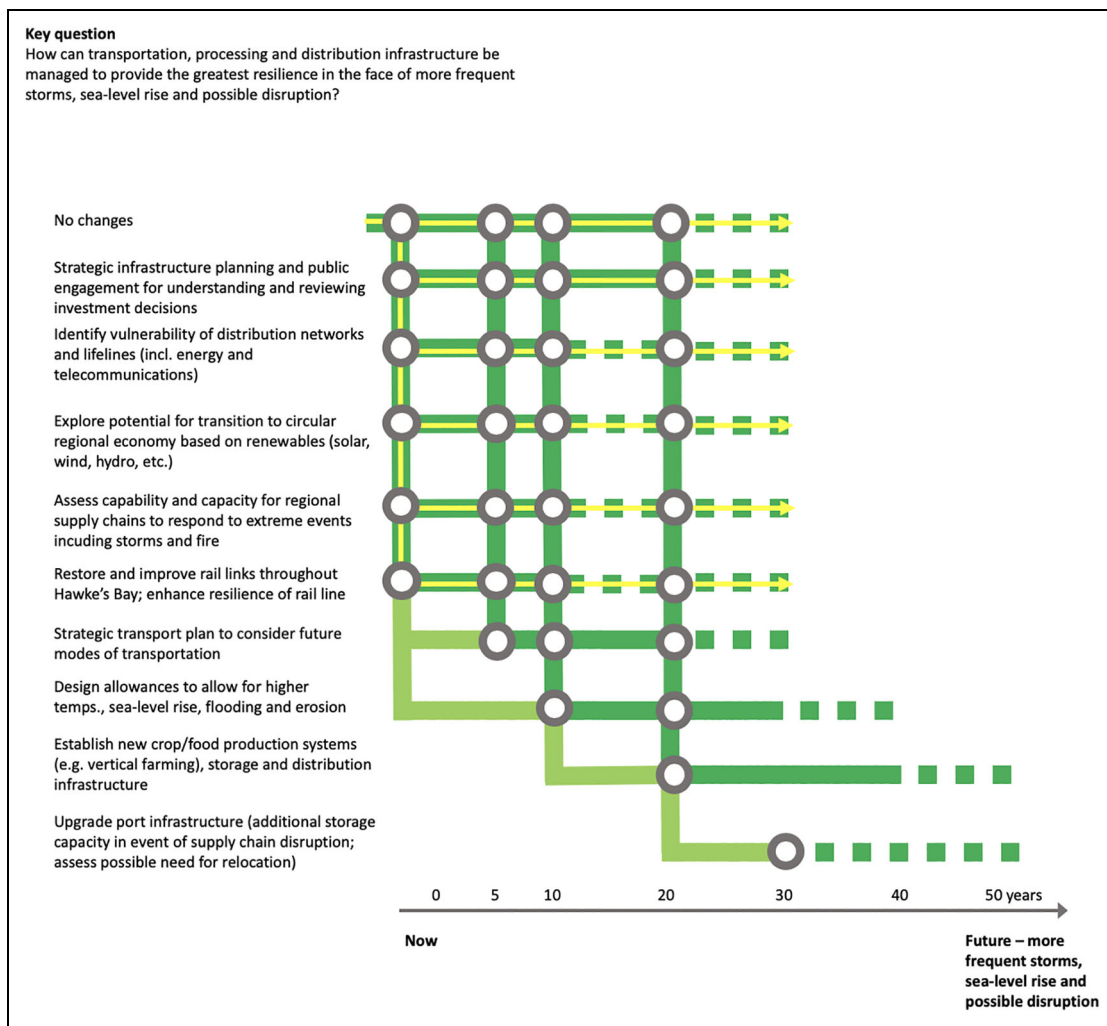 Key question
How can transportation, processing and distribution infrastructure be
managed to provide the greatest resilience in the face of more frequent
storms, sea-level rise and possible disruption?
No changes
Strategic infrastructure planning and public
engagement for understanding and reviewing
investment decisions
Identify vulnerability of distribution networks
and lifelines (incl. energy and
telecommunications)
Explore potential for transition to circular
regional economy based on renewables (solar,
wind, hydro, etc.)
Assess capability and capacity for regional
supply chains to respond to extreme events
incuding storms and fire
Restore and improve rail links throughout
Hawke's Bay; enhance resilience of rail line
Strategic transport plan to consider future
modes of transportation
Design allowances to allow for higher
temps., sea-level rise, flooding and erosion
Establish new crop/food production systems
(e.g. vertical farming), storage and distribution
infrastructure
Upgrade port infrastructure (additional storage
capacity in event of supply chain disruption;
assess possible need for relocation)
0 5 10 20 30 40 50 years
Now
Future – more
frequent storms,
sea-level rise and
possible disruption